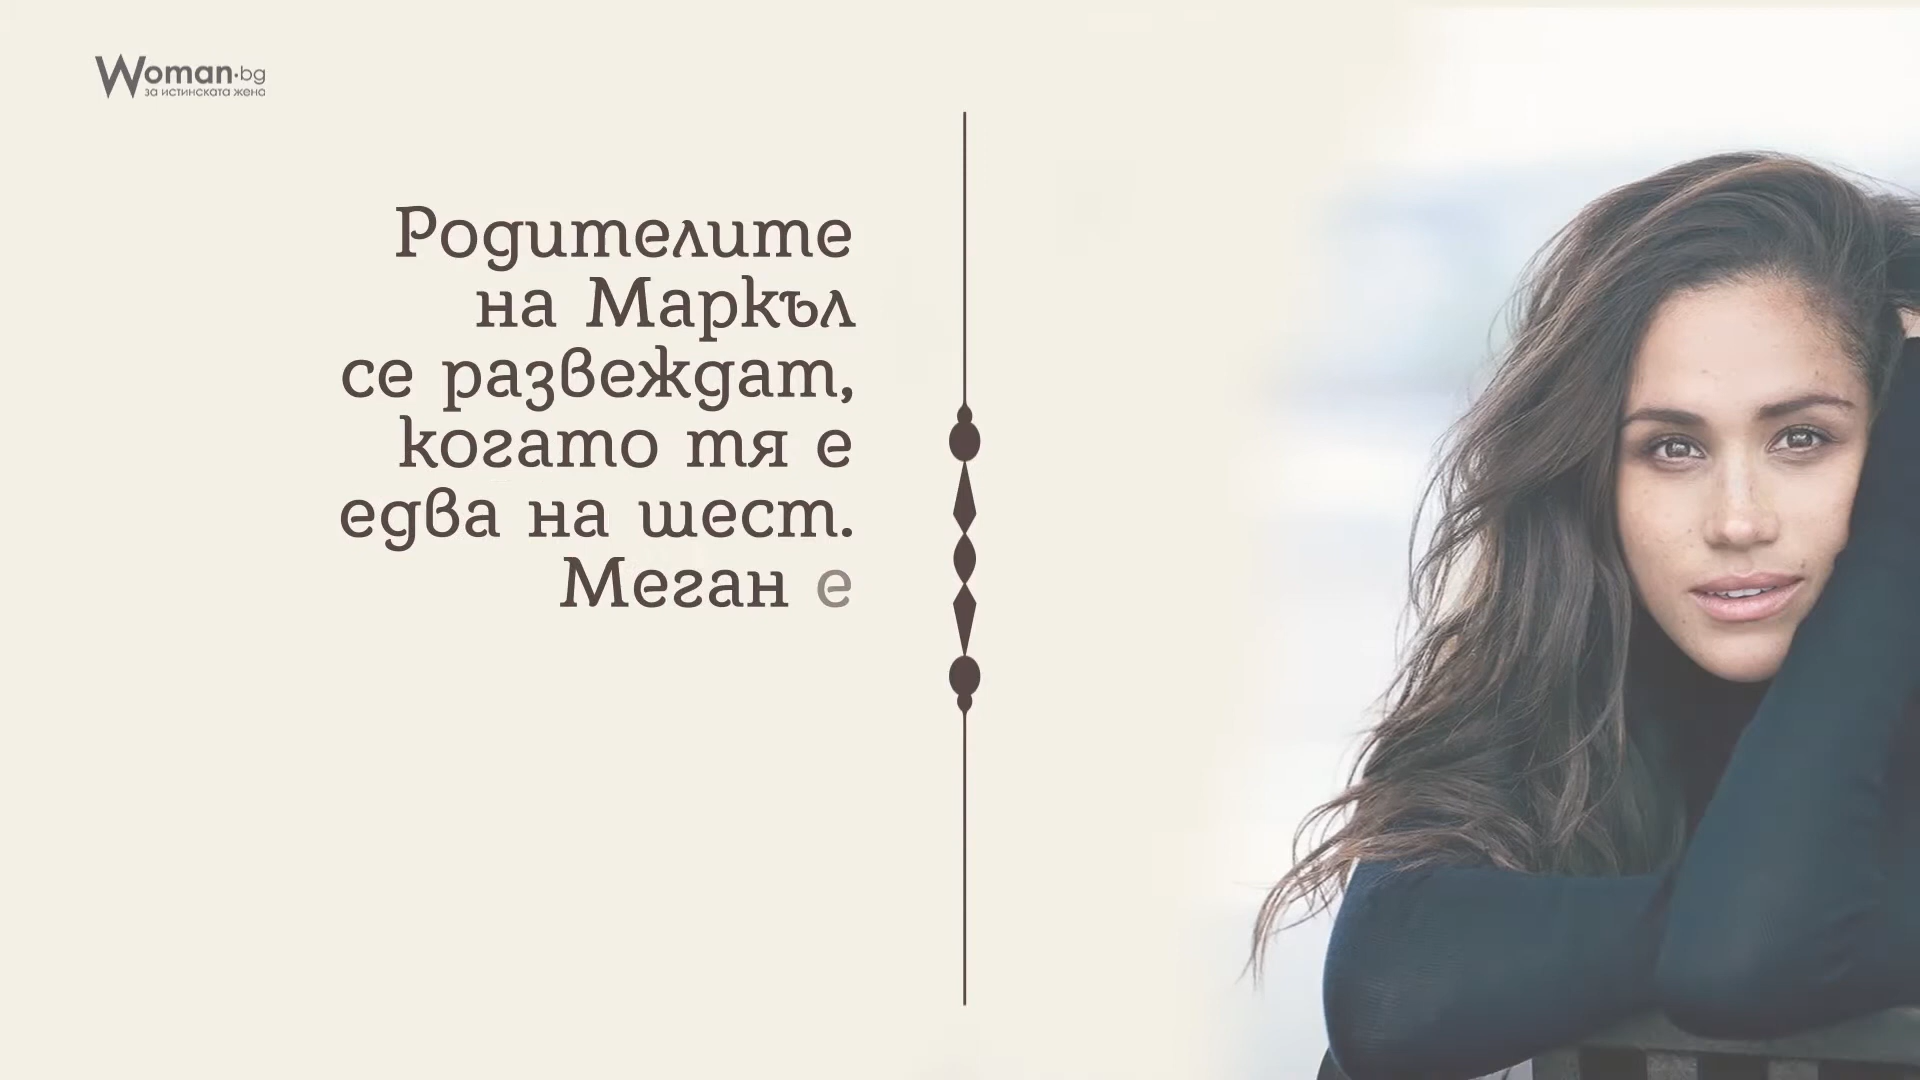 Woman.bg
за истинската жена
Родителите
на Маркъл
се развеждат,
когато тя е
едва на шест.
Меган е